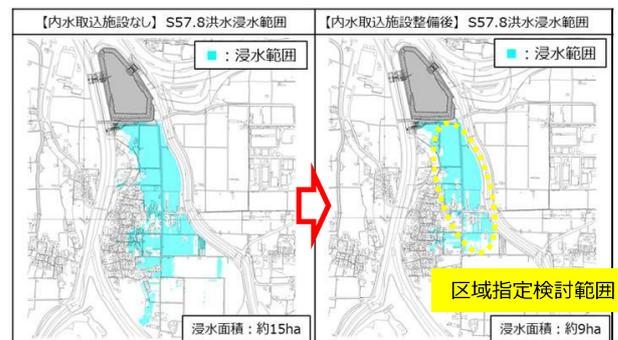 【内水取込施設なし】 S57.8洪水浸水範囲
■：浸水範囲
浸水面積：約15ha
【内水取込施設整備後】 S57.8洪水浸水範囲
■：浸水範囲
区域指定検討範囲
浸水面積：約9ha